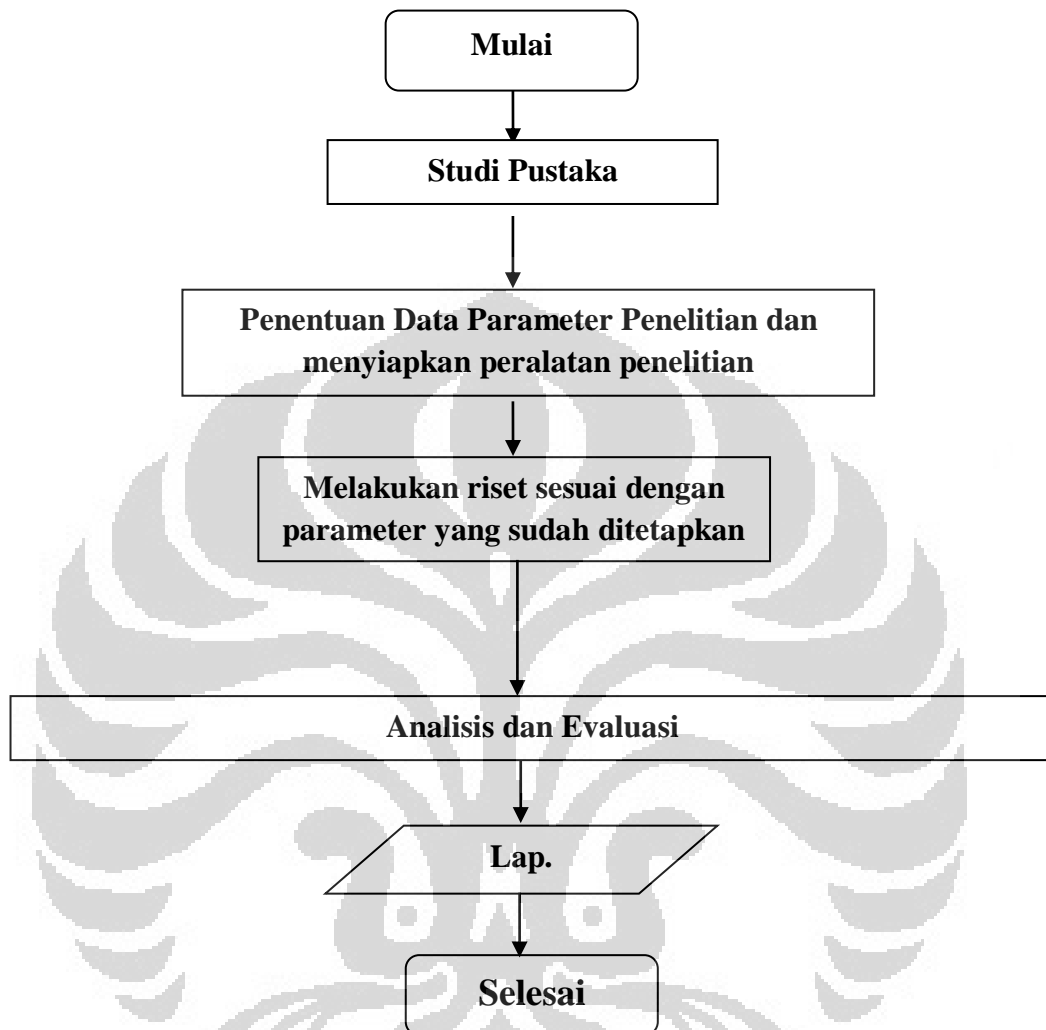 Mulai
Studi Pustaka
Penentuan Data Parameter Penelitian dan
menyiapkan peralatan penelitian
Melakukan riset sesuai dengan
parameter yang sudah ditetapkan
Analisis dan Evaluasi
Lap.
Selesai